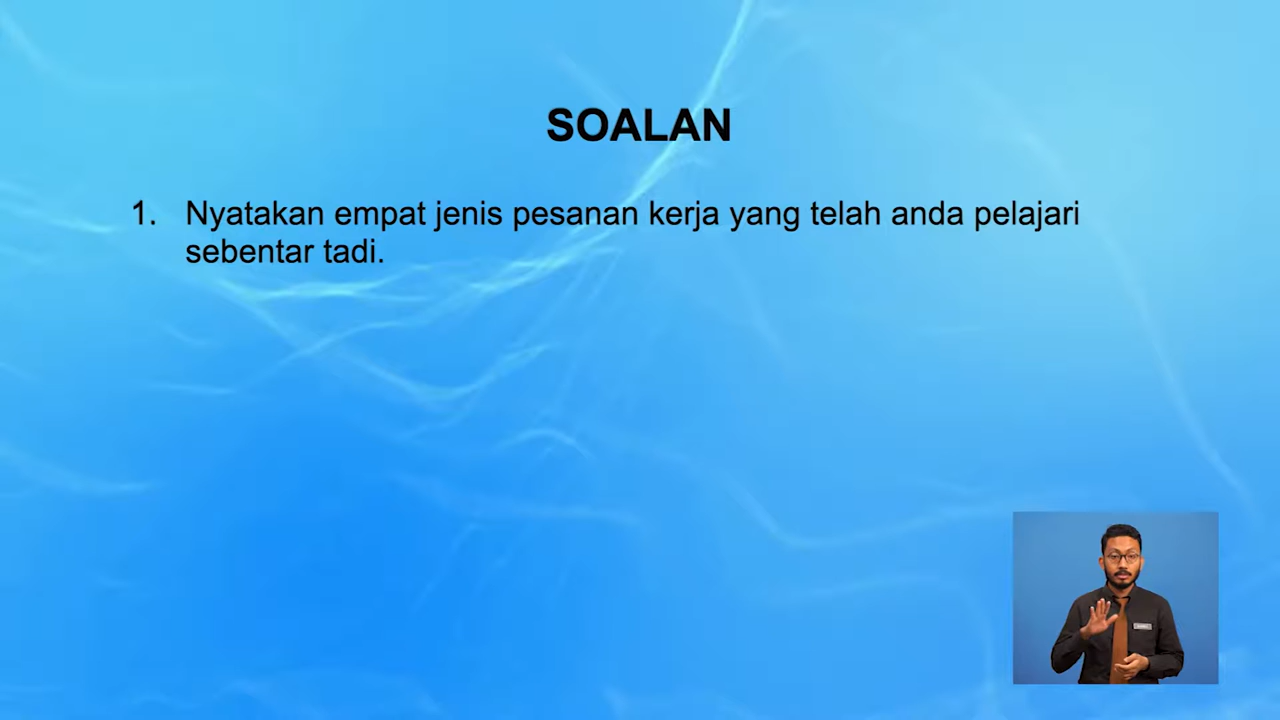 SOALAN
1. Nyatakan empat jenis pesanan kerja yang telah anda pelajari
sebentar tadi.